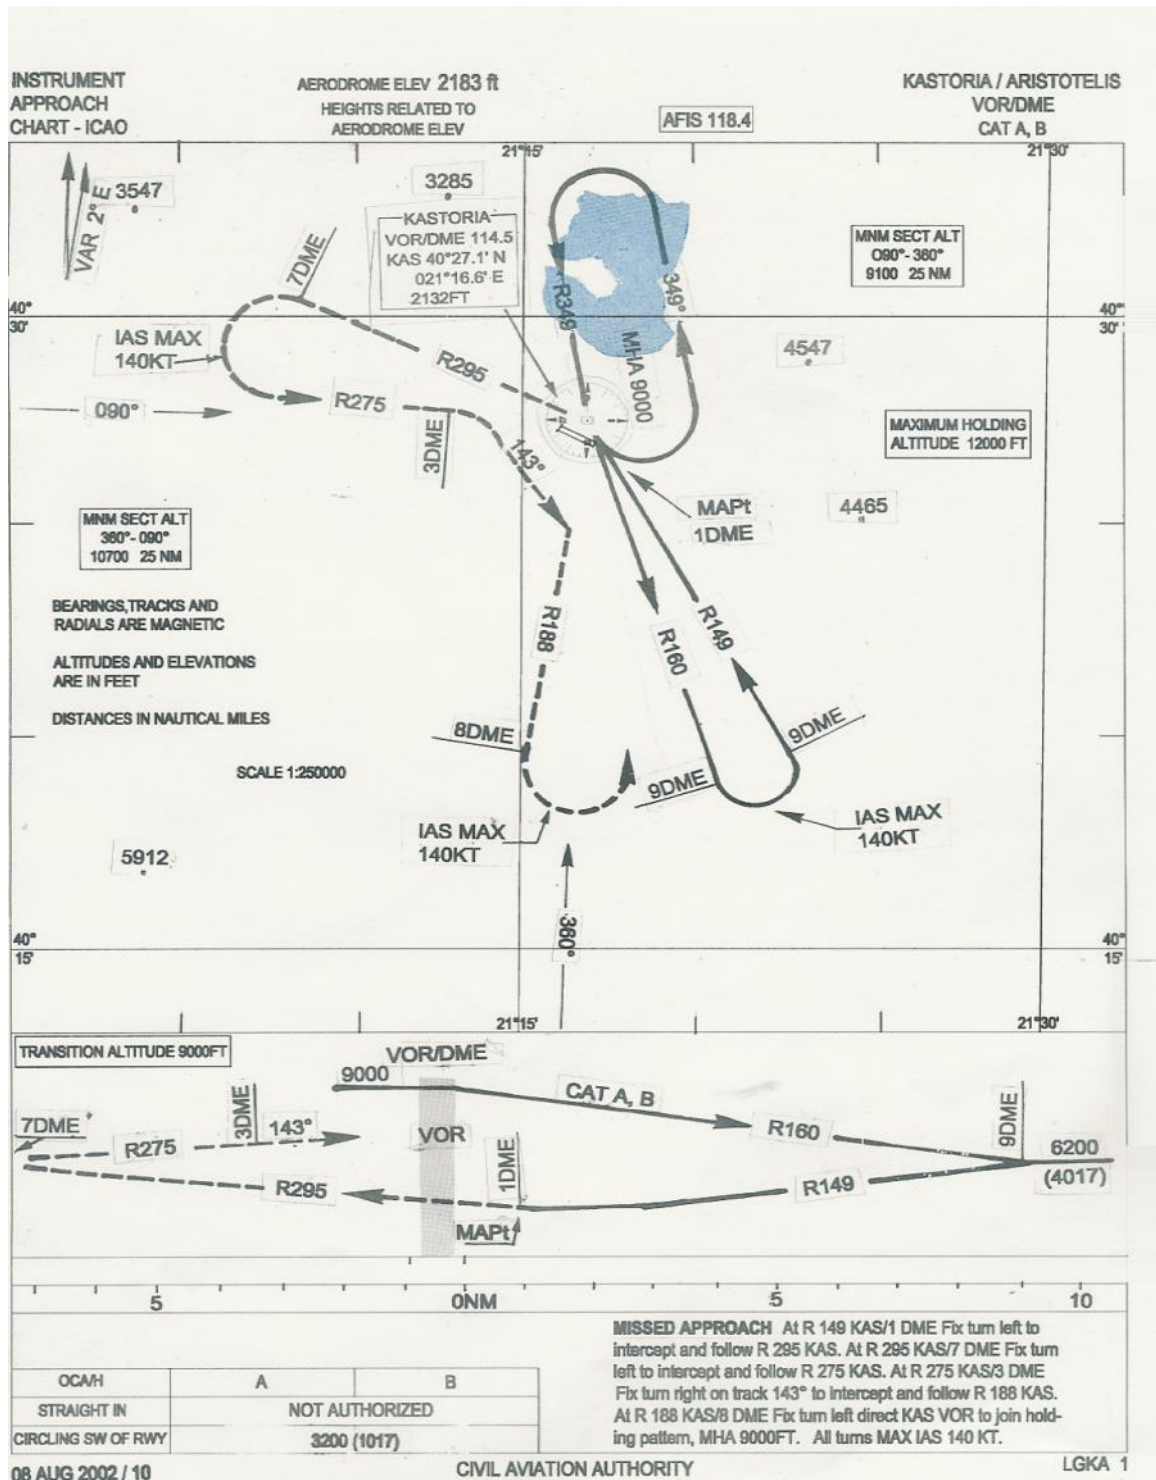 INSTRUMENT
APPROACH
CHART - ICAO
AERODROME ELEV 2183 ft
HEIGHTS RELATED TO
AERODROME ELEV
AFIS 118.4
KASTORIA / ARISTOTELIS
VOR/DME
CAT A, B
21°15'
21°30'
VAR 2° E
3547
3285
KASTORIA
VOR/DME 114.5
KAS 40°27.1' N
021°16.6' E
2132FT
MNM SECT ALT
O90°- 360°
9100 25 NM
7DME
40°
30'
40°
30'
R349
349°
MHA 9000
IAS MAX
140KT
R295
4547
090°
R275
3DME
143°
MAXIMUM HOLDING
ALTITUDE 12000 FT
MAPt
1DME
4465
MNM SECT ALT
360°- 090°
10700 25 NM
BEARINGS,TRACKS AND
RADIALS ARE MAGNETIC
ALTITUDES AND ELEVATIONS
ARE IN FEET
DISTANCES IN NAUTICAL MILES
SCALE 1:250000
R188
R160
R149
8DME
9DME
9DME
IAS MAX
140KT
IAS MAX
140KT
5912
360°
40°
15'
40°
15'
21°15'
21°30'
TRANSITION ALTITUDE 9000FT
VOR/DME
9000
CAT A, B
7DME
R275
3DME
143°
VOR
R160
9DME
6200
(4017)
R295
1DME
R149
MAPt
5
0NM
5
10
MISSED APPROACH At R 149 KAS/1 DME Fix turn left to
intercept and follow R 295 KAS. At R 295 KAS/7 DME Fix turn
left to intercept and follow R 275 KAS. At R 275 KAS/3 DME
Fix turn right on track 143° to intercept and follow R 188 KAS.
At R 188 KAS/8 DME Fix turn left direct KAS VOR to join hold-
ing pattern, MHA 9000FT. All turns MAX IAS 140 KT.
OCA/H A B
STRAIGHT IN NOT AUTHORIZED
CIRCLING SW OF RWY 3200 (1017)
08 AUG 2002 / 10
CIVIL AVIATION AUTHORITY
LGKA 1